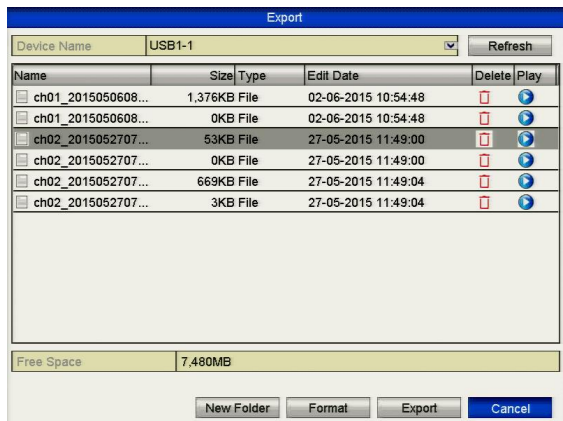 Export
Device Name USB1-1 Refresh
Name Size Type Edit Date Delete Play
ch01_2015050608... 1,376KB File 02-06-2015 10:54:48
ch01_2015050608... 0KB File 02-06-2015 10:54:48
ch02_2015052707... 53KB File 27-05-2015 11:49:00
ch02_2015052707... 0KB File 27-05-2015 11:49:00
ch02_2015052707... 669KB File 27-05-2015 11:49:04
ch02_2015052707... 3KB File 27-05-2015 11:49:04
Free Space 7,480MB
New Folder Format Export Cancel